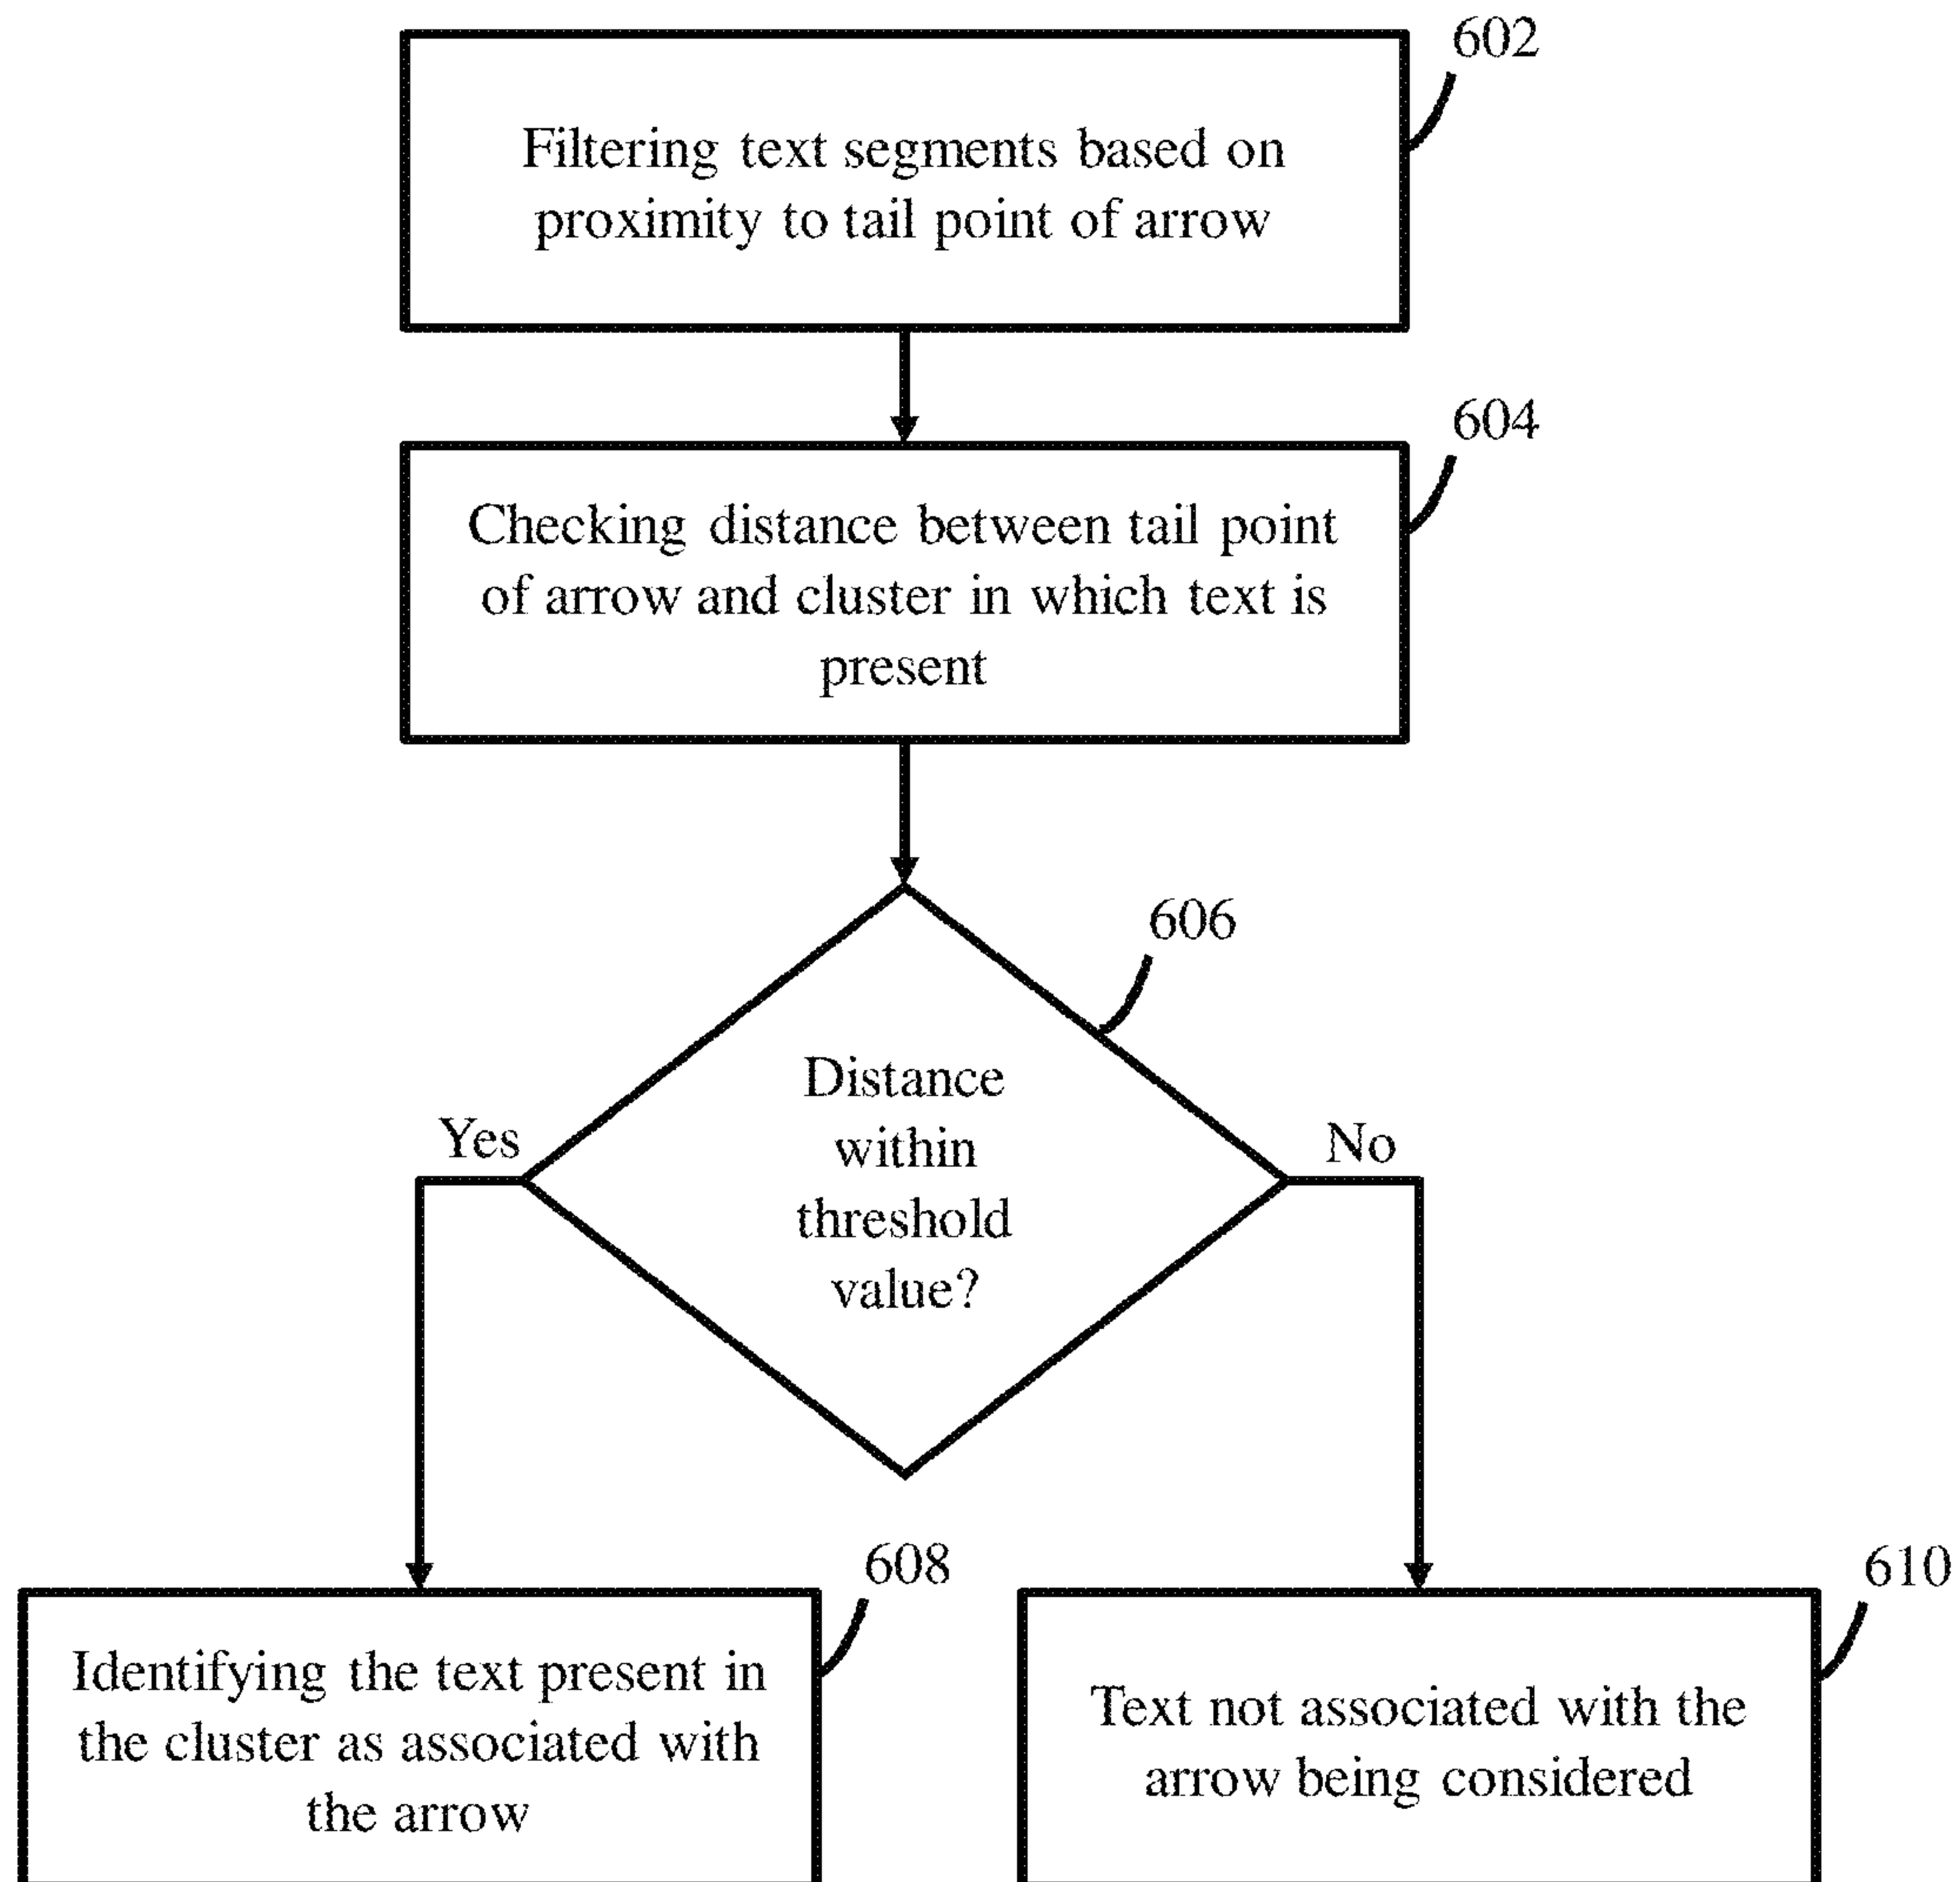 602
Filtering text segments based on
proximity to tail point of arrow
604
Checking distance between tail point
of arrow and cluster in which text is
present
606
Distance
within
threshold
value?
Yes
No
608
610
Identifying the text present in
the cluster as associated with
the arrow
Text not associated with the
arrow being considered